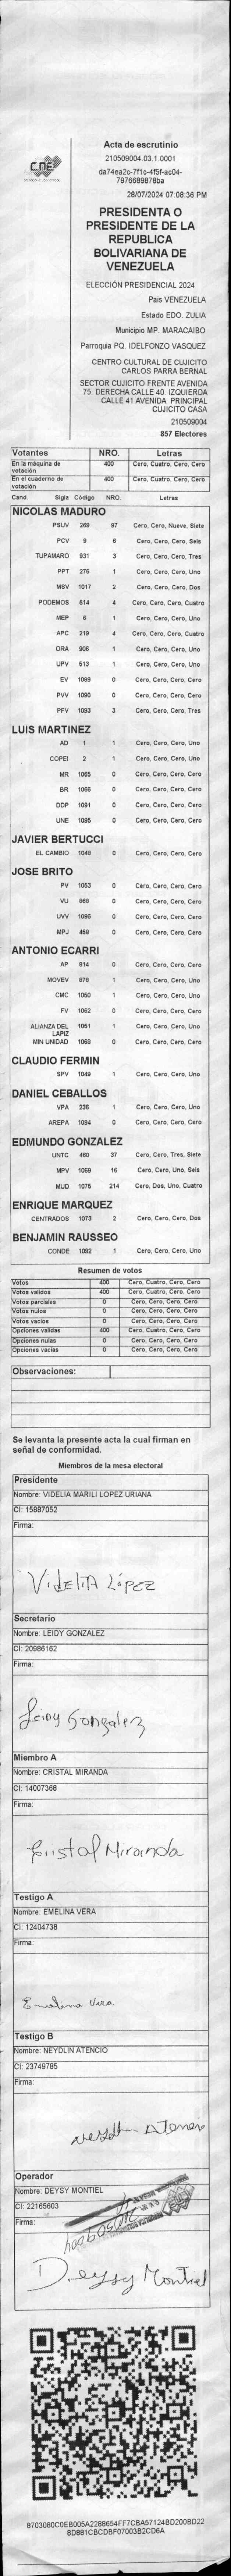 CNE
Acta de escrutinio
210509004.03.1.0001
da74ea2c-7f1c-4f5f-ac04-
7976689878ba
28/07/2024 07:08:36 PM
PRESIDENTA O
PRESIDENTE DE LA
REPUBLICA
BOLIVARIANA DE
VENEZUELA
ELECCIÓN PRESIDENCIAL 2024
Pais VENEZUELA
Estado EDO. ZULIA
Municipio MP. MARACAIBO
Parroquia PQ. IDELFONZO VASQUEZ
CENTRO CULTURAL DE CUJICITO
CARLOS PARRA BERNAL
SECTOR CUJICITO FRENTE AVENIDA
75. DERECHA CALLE 40. IZQUIERDA
CALLE 41 AVENIDA PRINCIPAL
CUJICITO CASA
210509004
857 Electores
Votantes NRO. Letras
En la máquina de votación 400 Cero, Cuatro, Cero, Cero
En el cuaderno de votación 400 Cero, Cuatro, Cero, Cero
Cand. Sigla Código NRO. Letras
NICOLAS MADURO
PSUV 269 97 Cero, Cero, Nueve, Siete
PCV 9 6 Cero, Cero, Cero, Seis
TUPAMARO 931 3 Cero, Cero, Cero, Tres
PPT 276 1 Cero, Cero, Cero, Uno
MSV 1017 2 Cero, Cero, Cero, Dos
PODEMOS 514 4 Cero, Cero, Cero, Cuatro
MEP 6 1 Cero, Cero, Cero, Uno
APC 219 4 Cero, Cero, Cero, Cuatro
ORA 906 1 Cero, Cero, Cero, Uno
UPV 513 1 Cero, Cero, Cero, Uno
EV 1089 0 Cero, Cero, Cero, Cero
PVV 1090 0 Cero, Cero, Cero, Cero
PFV 1093 3 Cero, Cero, Cero, Tres
LUIS MARTINEZ
AD 1 1 Cero, Cero, Cero, Uno
COPEI 2 1 Cero, Cero, Cero, Uno
MR 1065 0 Cero, Cero, Cero, Cero
BR 1066 0 Cero, Cero, Cero, Cero
DDP 1091 0 Cero, Cero, Cero, Cero
UNE 1095 0 Cero, Cero, Cero, Cero
JAVIER BERTUCCI
EL CAMBIO 1048 0 Cero, Cero, Cero, Cero
JOSE BRITO
PV 1053 0 Cero, Cero, Cero, Cero
VU 868 0 Cero, Cero, Cero, Cero
UVV 1096 0 Cero, Cero, Cero, Cero
MPJ 459 0 Cero, Cero, Cero, Cero
ANTONIO ECARRI
AP 814 0 Cero, Cero, Cero, Cero
MOVEV 678 1 Cero, Cero, Cero, Uno
CMC 1050 1 Cero, Cero, Cero, Uno
FV 1062 0 Cero, Cero, Cero, Cero
ALIANZA DEL LAPIZ 1051 1 Cero, Cero, Cero, Uno
MIN UNIDAD 1068 0 Cero, Cero, Cero, Cero
CLAUDIO FERMIN
SPV 1049 1 Cero, Cero, Cero, Uno
DANIEL CEBALLOS
VPA 236 1 Cero, Cero, Cero, Uno
AREPA 1094 0 Cero, Cero, Cero, Cero
EDMUNDO GONZALEZ
UNTC 460 37 Cero, Cero, Tres, Siete
MPV 1069 16 Cero, Cero, Uno, Seis
MUD 1075 214 Cero, Dos, Uno, Cuatro
ENRIQUE MARQUEZ
CENTRADOS 1073 2 Cero, Cero, Cero, Dos
BENJAMIN RAUSSEO
CONDE 1092 1 Cero, Cero, Cero, Uno
Resumen de votos
Votos 400 Cero, Cuatro, Cero, Cero
Votos validos 400 Cero, Cuatro, Cero, Cero
Votos parciales 0 Cero, Cero, Cero, Cero
Votos nulos 0 Cero, Cero, Cero, Cero
Votos vacios 0 Cero, Cero, Cero, Cero
Opciones validas 400 Cero, Cuatro, Cero, Cero
Opciones nulas 0 Cero, Cero, Cero, Cero
Opciones vacias 0 Cero, Cero, Cero, Cero
Observaciones:
Se levanta la presente acta la cual firman en
señal de conformidad.
Miembros de la mesa electoral
Presidente
Nombre: VIDELIA MARILI LOPEZ URIANA
CI: 15887052
Firma:
Videlia López
Secretario
Nombre: LEIDY GONZALEZ
CI: 20986162
Firma:
Leidy Gonzalez
Miembro A
Nombre: CRISTAL MIRANDA
CI: 14007368
Firma:
Cristal Miranda
Testigo A
Nombre: EMELINA VERA
CI: 12404738
Firma:
Emelina Vera
Testigo B
Nombre: NEYDLIN ATENCIO
CI: 23749785
Firma:
Neydlin Atencio
Operador
Nombre: DEYSY MONTIEL
CI: 22165603
Firma:
Deysy Montiel
8703080C0EB005A2288654FF7CBA57124BD200BD22
8D881CBCDBF07003B2CD6A